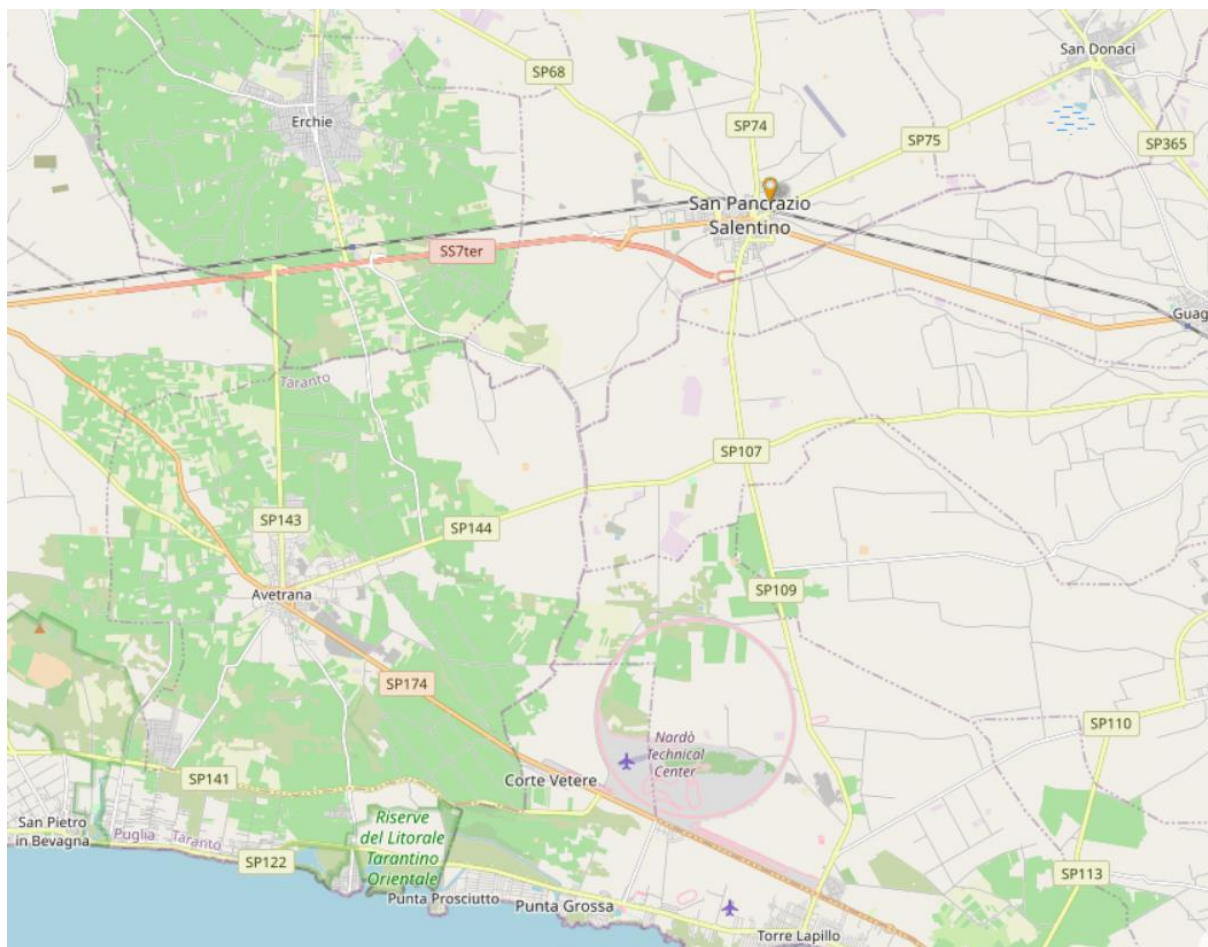 San Donaci
SP68
Erchie
SP74
SP75
SP365
San Pancrazio
Salentino
SS7ter
Guag
Taranto
SP107
SP143
SP144
Avetrana
SP109
SP174
SP110
Nardò
Technical
Center
Corte Vetere
SP141
San Pietro
in Bevagna
Puglia
Taranto
Riserve
del Litorale
Tarantino
Orientale
SP122
SP113
Punta Prosciutto
Punta Grossa
Torre Lapillo